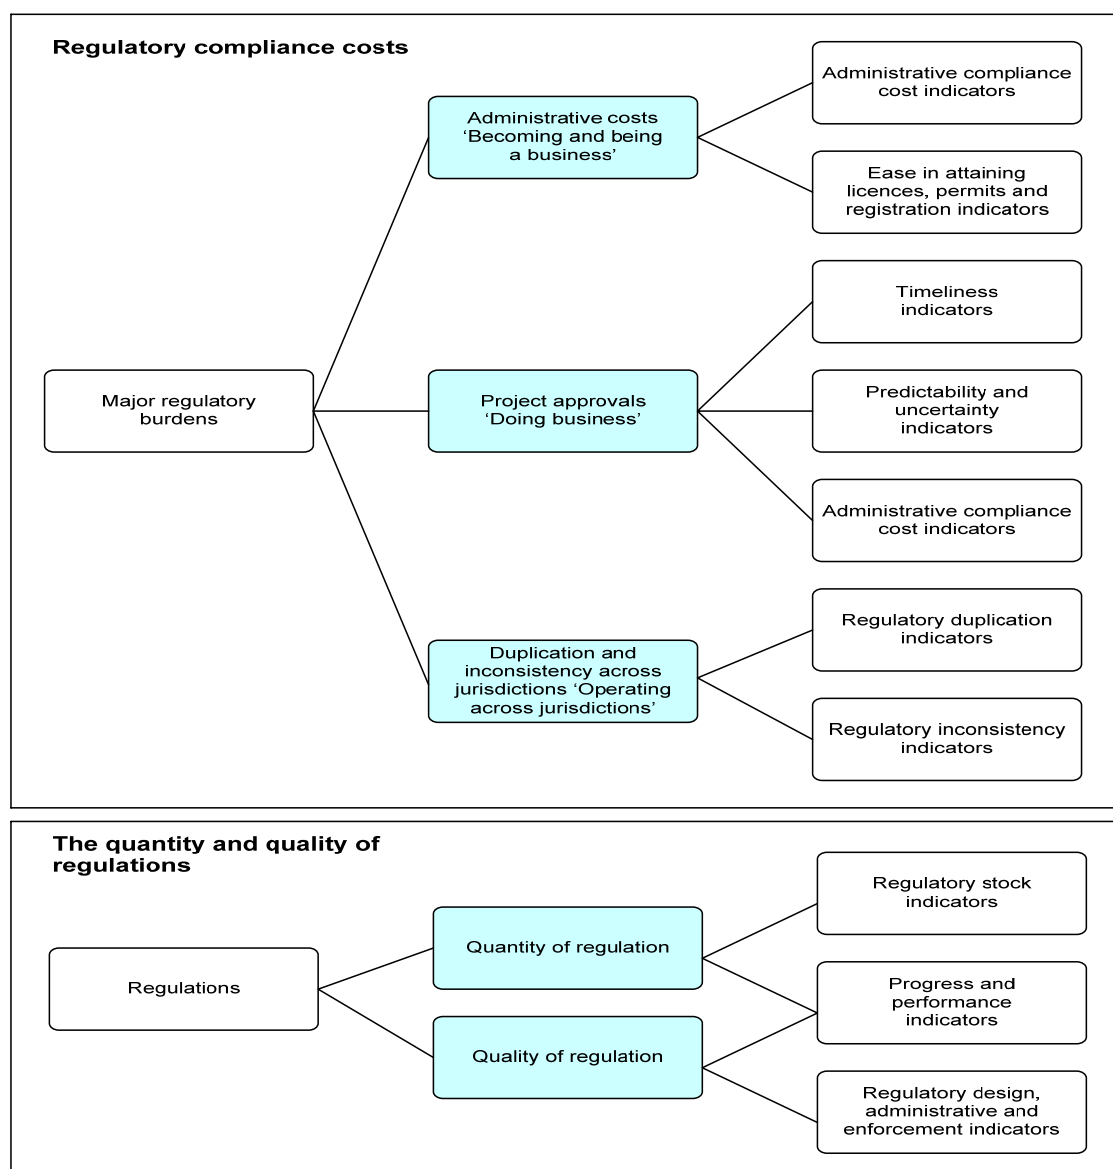 Regulatory compliance costs
Administrative costs
‘Becoming and being
a business’
Administrative compliance
cost indicators
Ease in attaining
licences, permits and
registration indicators
Major regulatory
burdens
Project approvals
‘Doing business’
Timeliness
indicators
Predictability and
uncertainty
indicators
Administrative compliance
cost indicators
Duplication and
inconsistency across
jurisdictions ‘Operating
across jurisdictions’
Regulatory duplication
indicators
Regulatory inconsistency
indicators
The quantity and quality of
regulations
Regulations
Quantity of regulation
Quality of regulation
Regulatory stock
indicators
Progress and
performance
indicators
Regulatory design,
administrative and
enforcement indicators